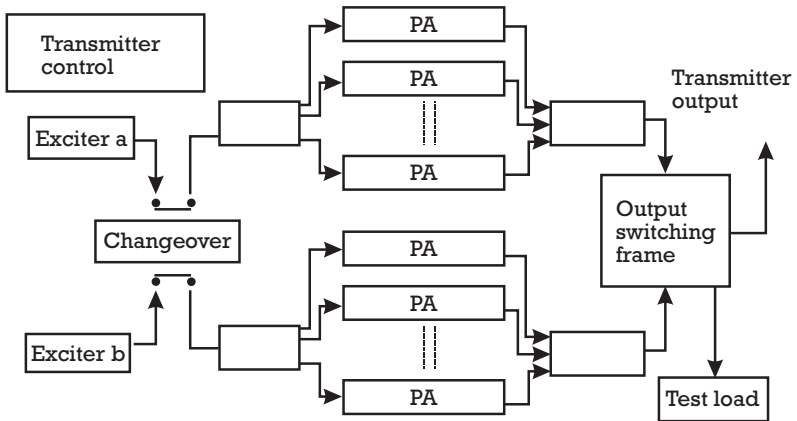 Transmitter
control
Exciter a
Changeover
Exciter b
PA
PA
PA
PA
PA
PA
Transmitter
output
Output
switching
frame
Test load